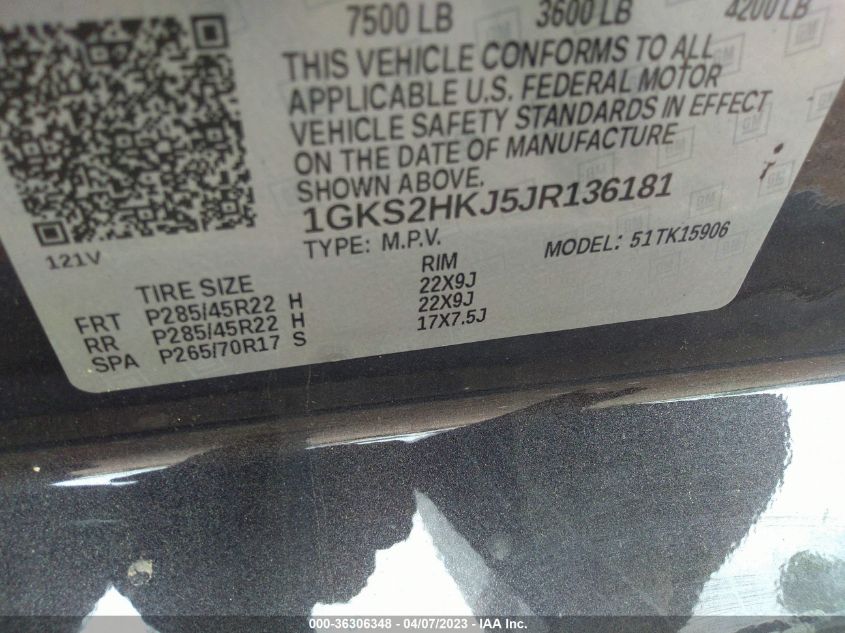 7500 LB 3600 LB 4200 LB
THIS VEHICLE CONFORMS TO ALL
APPLICABLE U.S. FEDERAL MOTOR
VEHICLE SAFETY STANDARDS IN EFFECT
ON THE DATE OF MANUFACTURE
SHOWN ABOVE.
1GKS2HKJ5JR136181
121V
TYPE: M.P.V. MODEL: 51TK15906
TIRE SIZE RIM
FRT P285/45R22 H 22X9J
RR P285/45R22 H 22X9J
SPA P265/70R17 S 17X7.5J
000-36306348 - 04/07/2023 - IAA Inc.